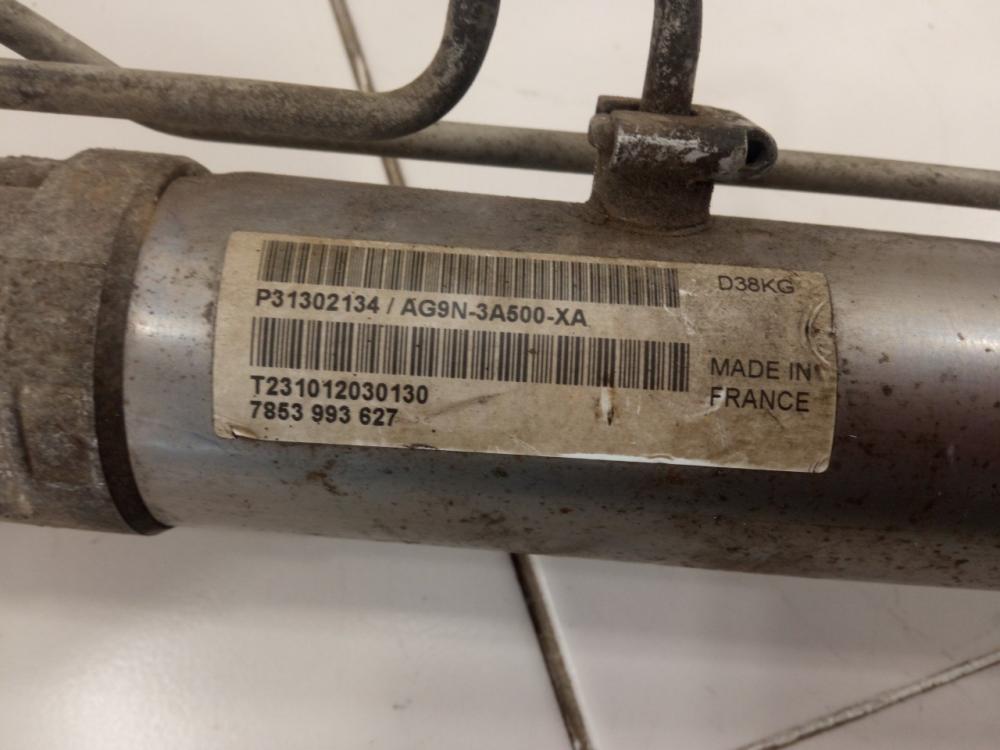 D38KG
P31302134 / AG9N-3A500-XA
MADE IN
FRANCE
T231012030130
7853 993 627